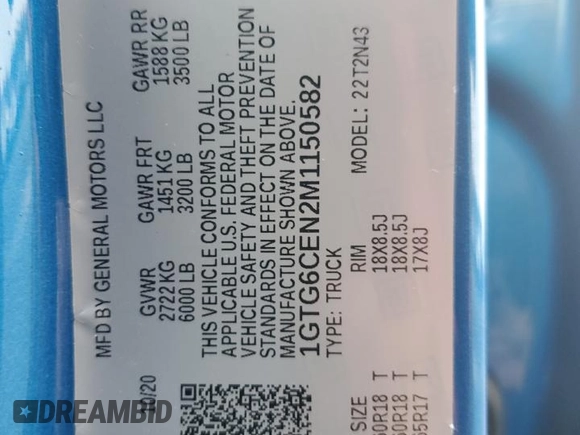 MFD BY GENERAL MOTORS LLC
GVWR GAWR FRT GAWR RR
2722 KG 1451 KG 1588 KG
6000 LB 3200 LB 3500 LB
THIS VEHICLE CONFORMS TO ALL
APPLICABLE U.S. FEDERAL MOTOR
VEHICLE SAFETY AND THEFT PREVENTION
STANDARDS IN EFFECT ON THE DATE OF
MANUFACTURE SHOWN ABOVE.
1GTG6CEN2M1150582
TYPE: TRUCK MODEL: 22T2N43
SIZE RIM
0R18 T 18X8.5J
0R18 T 18X8.5J
5R17 T 17X8J
DREAMBID